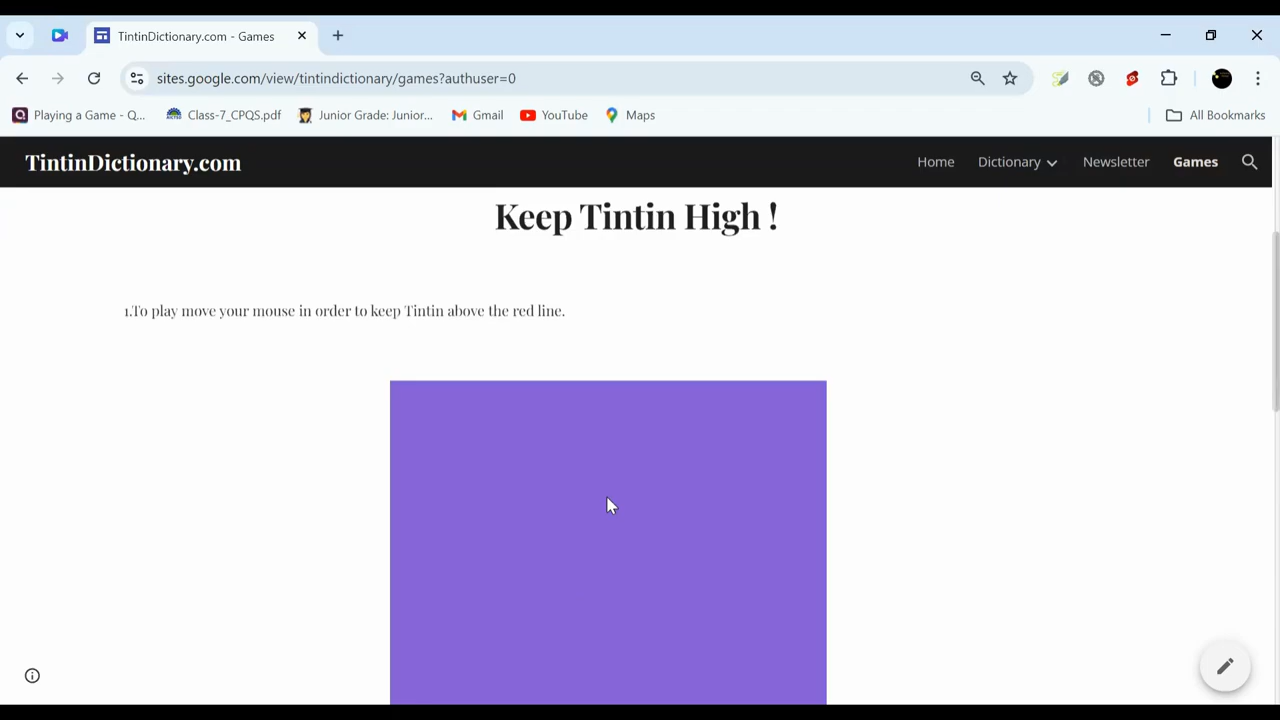 TintinDictionary.com - Games
sites.google.com/view/tintindictionary/games?authuser=0
Playing a Game - Q... Class-7_CPQS.pdf Junior Grade: Junior... Gmail YouTube Maps All Bookmarks
TintinDictionary.com Home Dictionary Newsletter Games
Keep Tintin High !
1.To play move your mouse in order to keep Tintin above the red line.